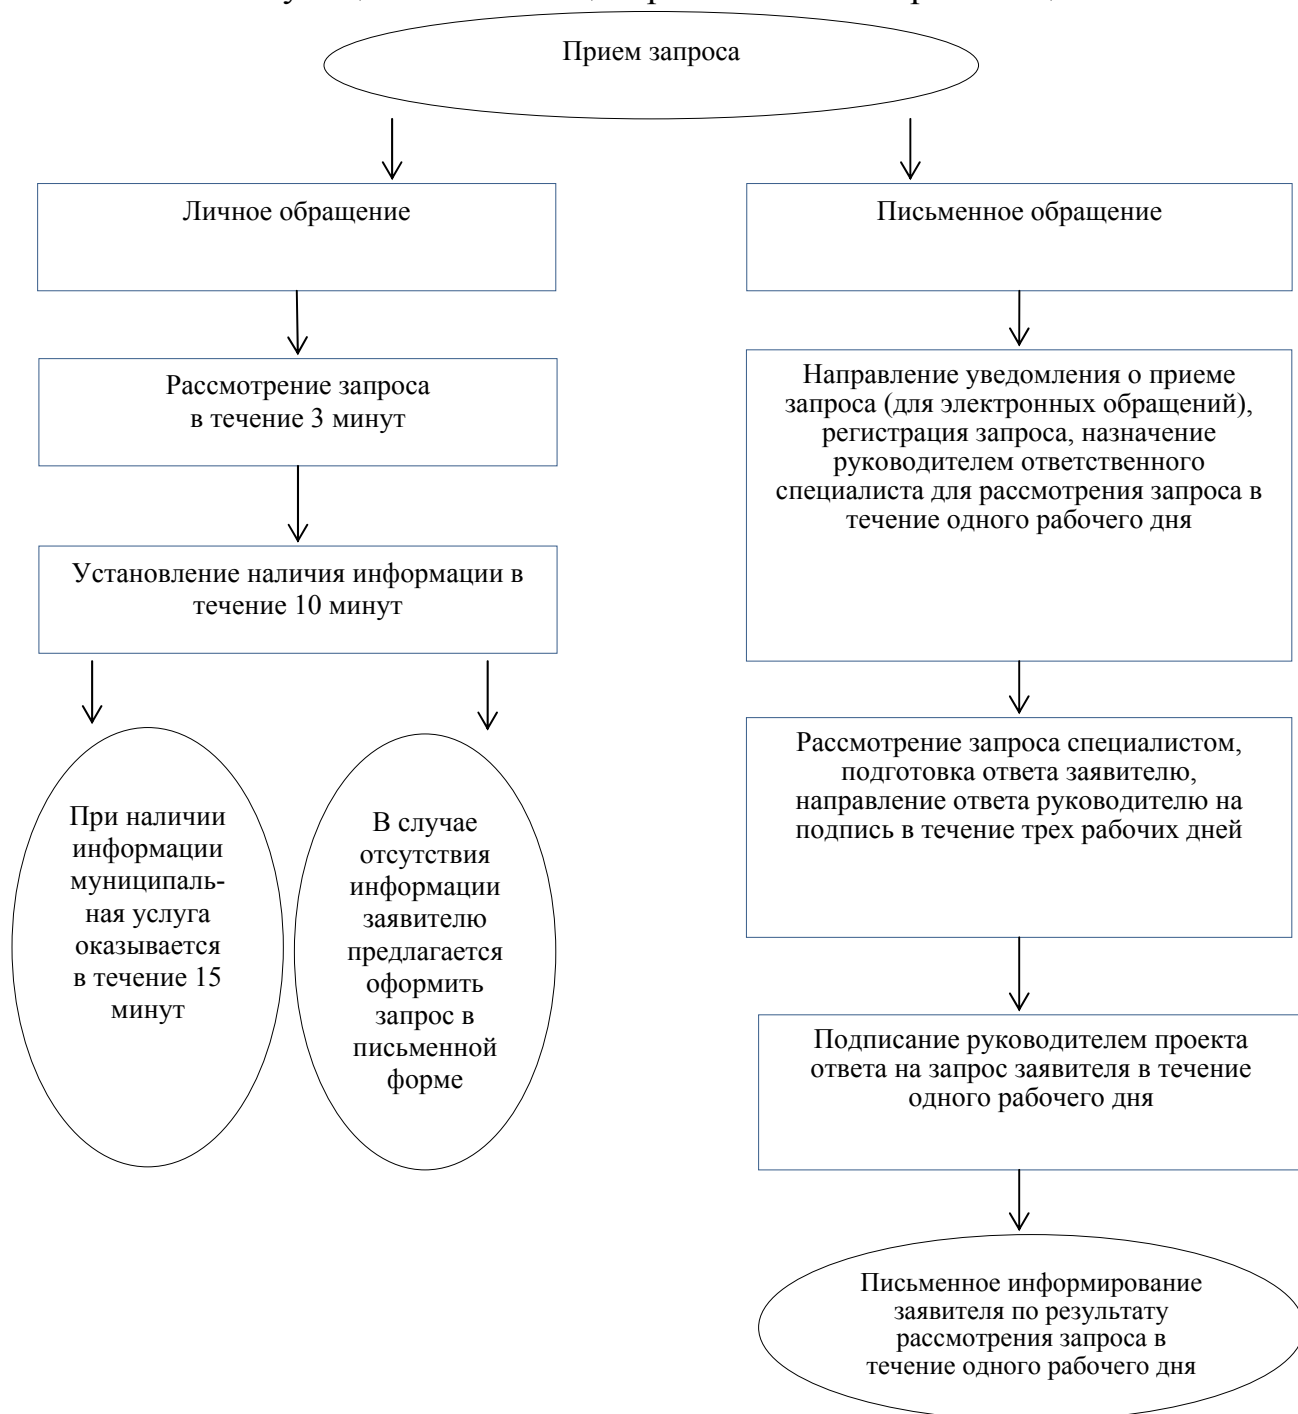 Прием запроса
Личное обращение
Письменное обращение
Рассмотрение запроса
в течение 3 минут
Установление наличия информации в
течение 10 минут
При наличии
информации
муниципаль-
ная услуга
оказывается
в течение 15
минут
В случае
отсутствия
информации
заявителю
предлагается
оформить
запрос в
письменной
форме
Направление уведомления о приеме
запроса (для электронных обращений),
регистрация запроса, назначение
руководителем ответственного
специалиста для рассмотрения запроса в
течение одного рабочего дня
Рассмотрение запроса специалистом,
подготовка ответа заявителю,
направление ответа руководителю на
подпись в течение трех рабочих дней
Подписание руководителем проекта
ответа на запрос заявителя в течение
одного рабочего дня
Письменное информирование
заявителя по результату
рассмотрения запроса в
течение одного рабочего дня